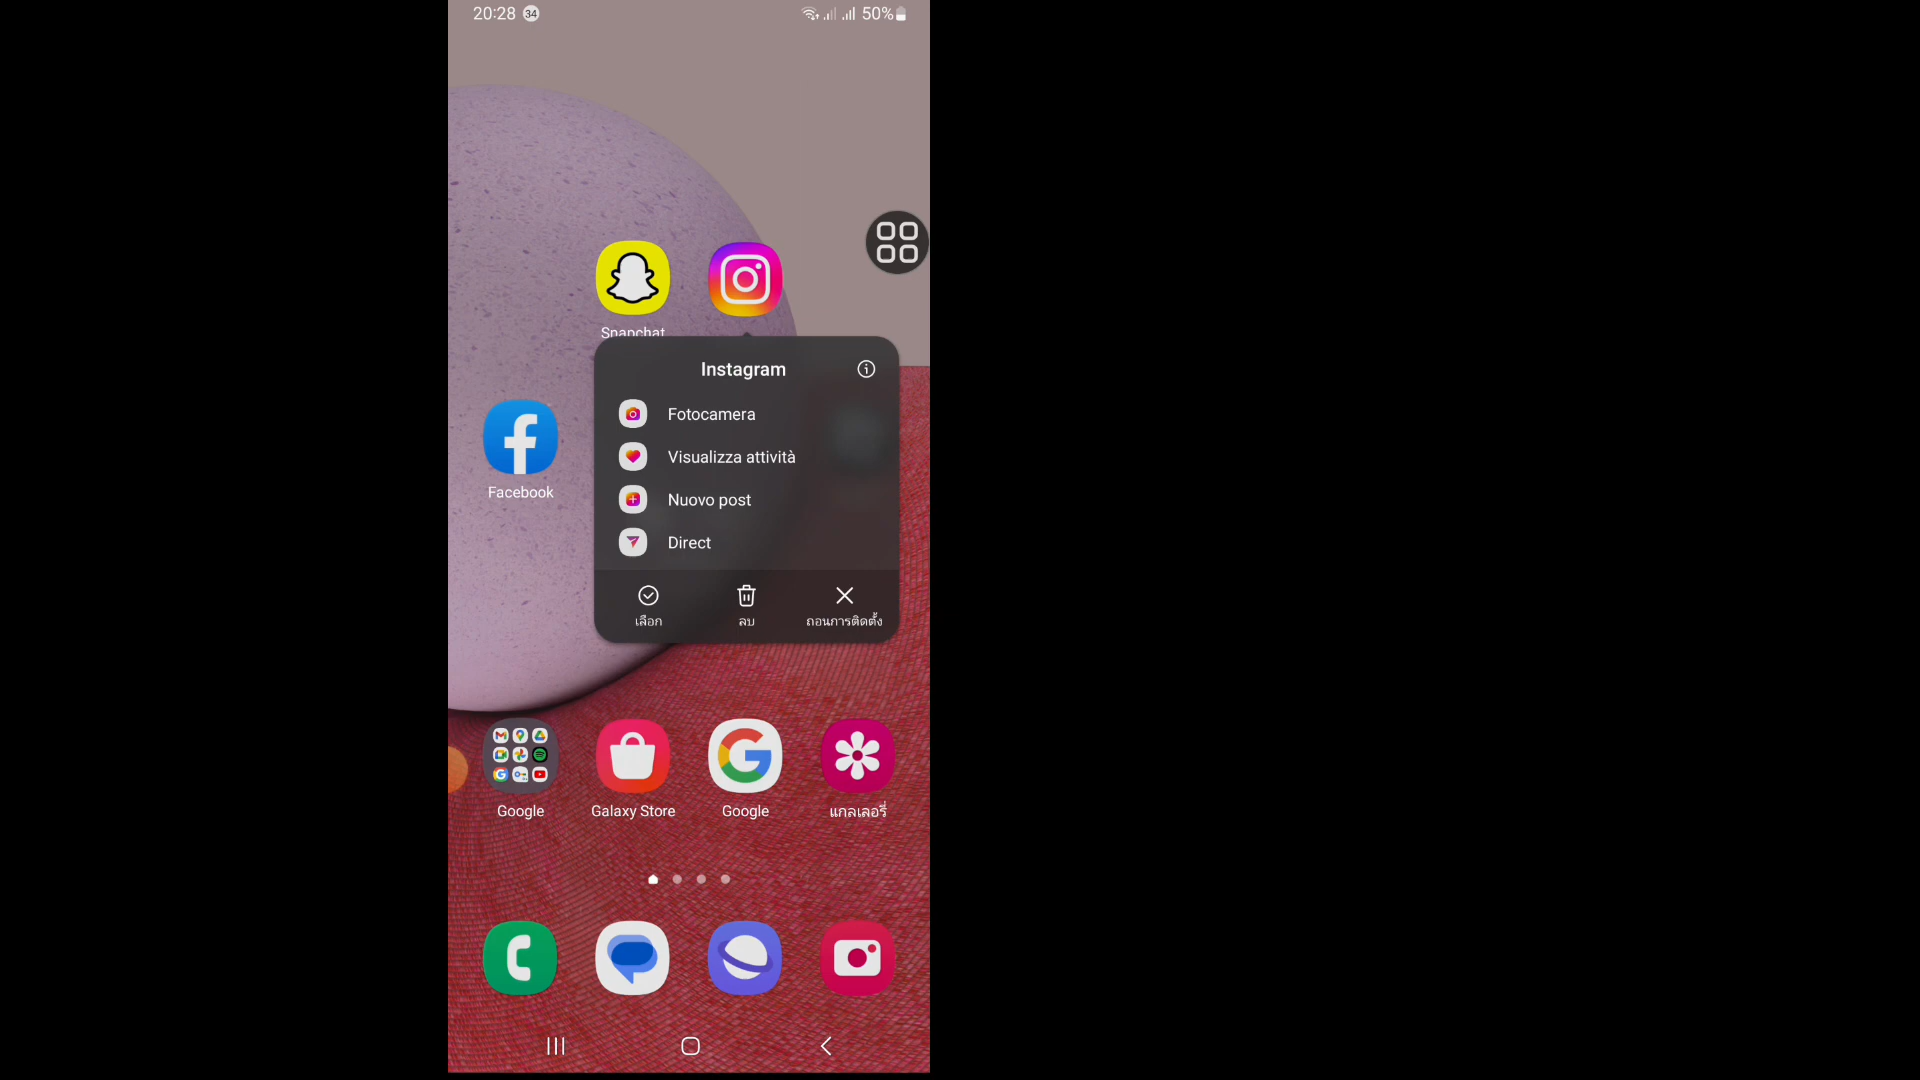 20:28 34 50%
Snapchat
Instagram
Fotocamera
Visualizza attività
Facebook
Nuovo post
Direct
เลือก ลบ ถอนการติดตั้ง
Google Galaxy Store Google แกลเลอรี่